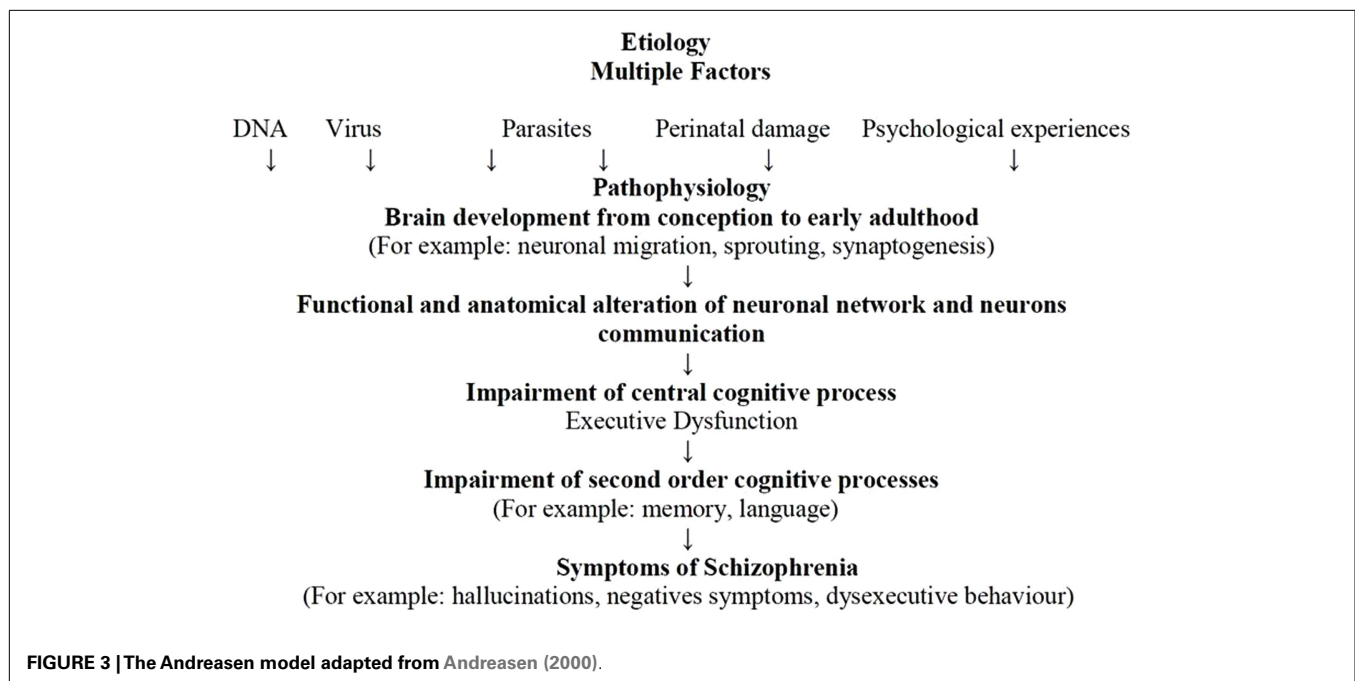 Etiology
Multiple Factors
DNA Virus Parasites Perinatal damage Psychological experiences
↓ ↓ ↓ ↓ ↓ ↓
Pathophysiology
Brain development from conception to early adulthood
(For example: neuronal migration, sprouting, synaptogenesis)
↓
Functional and anatomical alteration of neuronal network and neurons
communication
↓
Impairment of central cognitive process
Executive Dysfunction
↓
Impairment of second order cognitive processes
(For example: memory, language)
↓
Symptoms of Schizophrenia
(For example: hallucinations, negatives symptoms, dysexecutive behaviour)
FIGURE 3 | The Andreasen model adapted from Andreasen (2000).